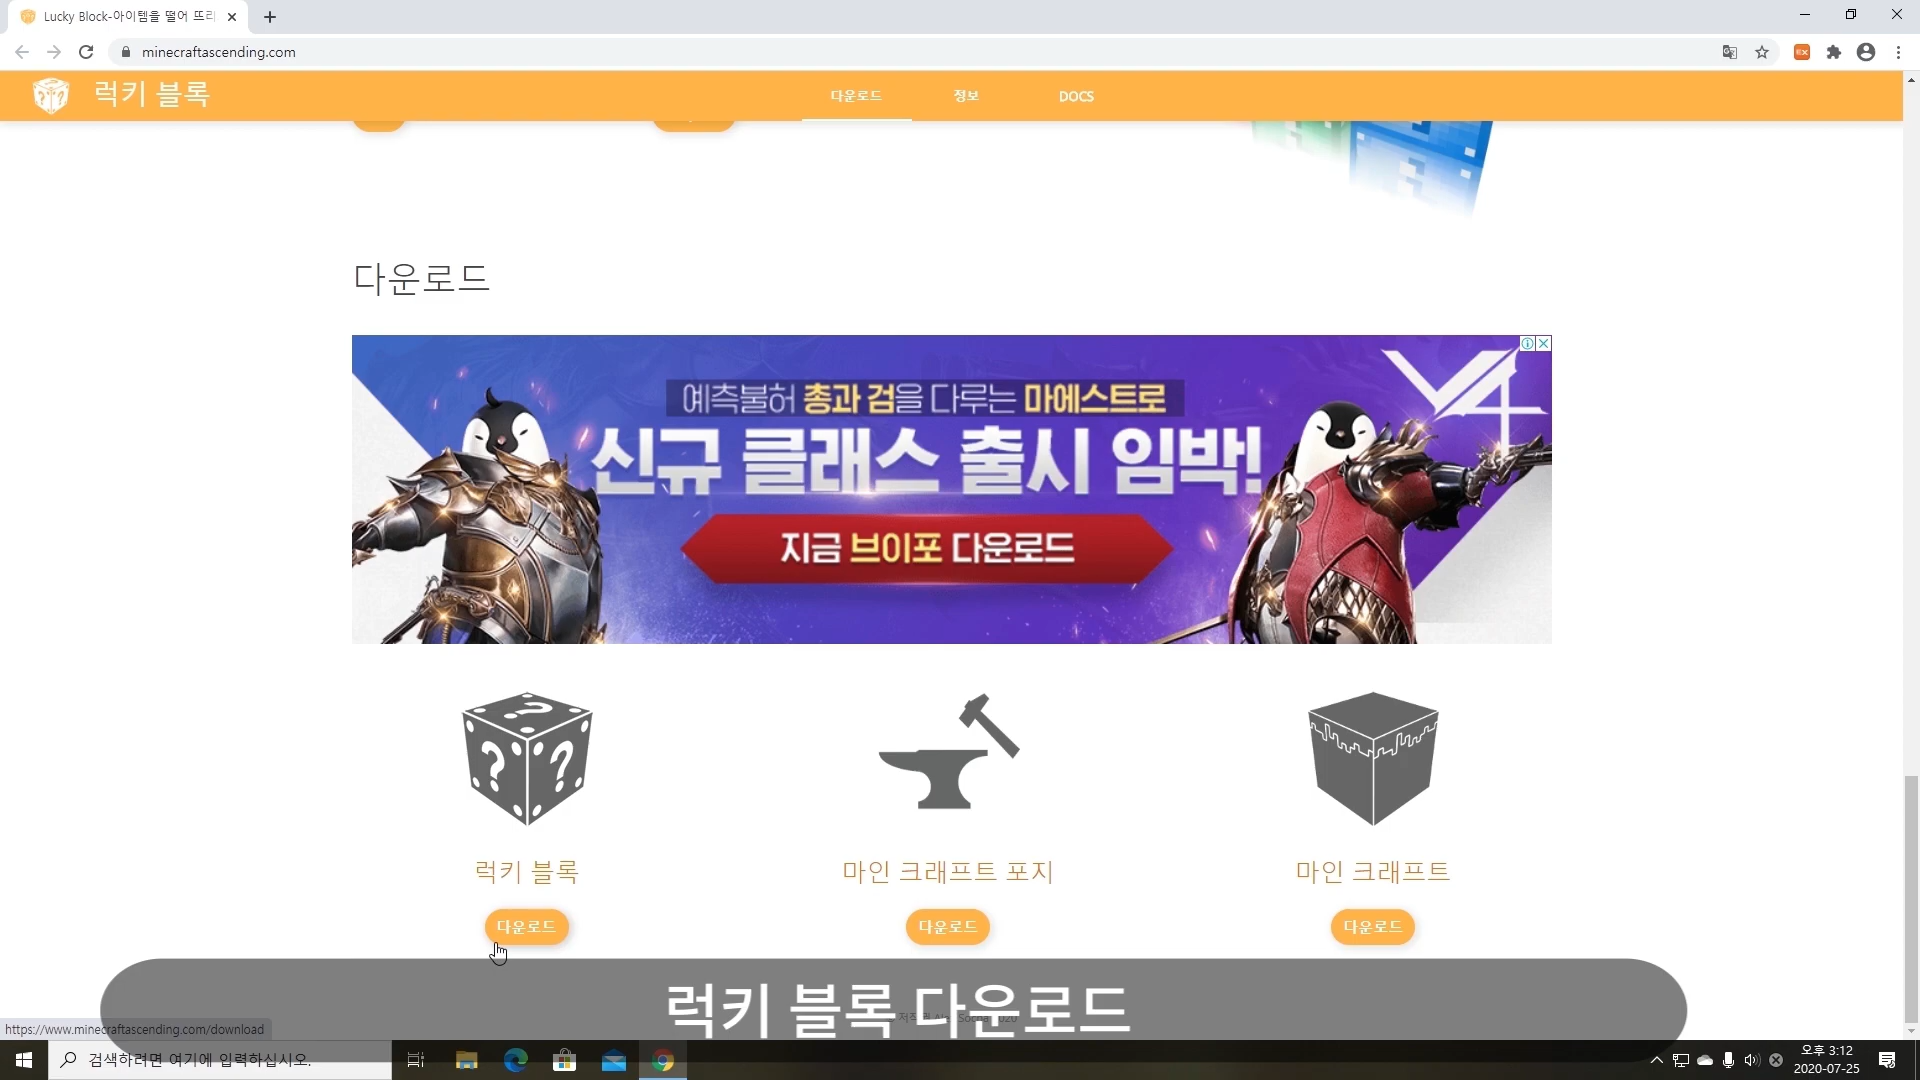 Lucky Block-아이템을 떨어 뜨리
minecraftascending.com
럭키 블록
다운로드
정보
DOCS
다운로드
예측불허 총과 검을 다루는 마에스트로
신규 클래스 출시 임박!
지금 브이포 다운로드
V4
럭키 블록
마인 크래프트 포지
마인 크래프트
다운로드
다운로드
다운로드
럭키 블록 다운로드
https://www.minecraftascending.com/download
검색하려면 여기에 입력하십시오.
오후 3:12
2020-07-25